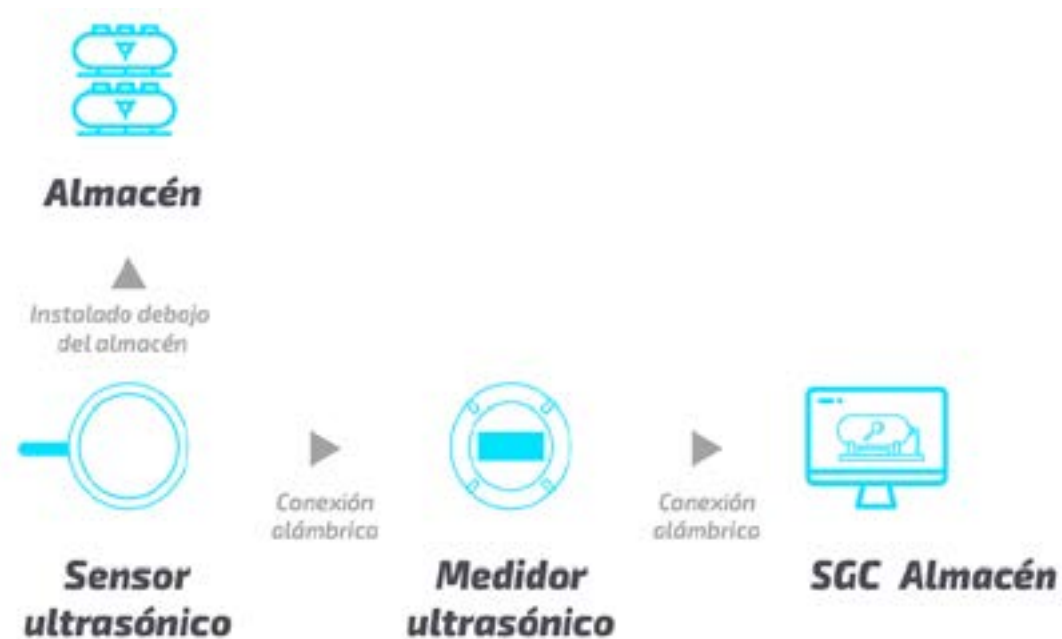 Almacén
Instalado debajo
del almacén
Conexión
alámbrica
Conexión
alámbrica
Sensor
ultrasónico
Medidor
ultrasónico
SGC Almacén